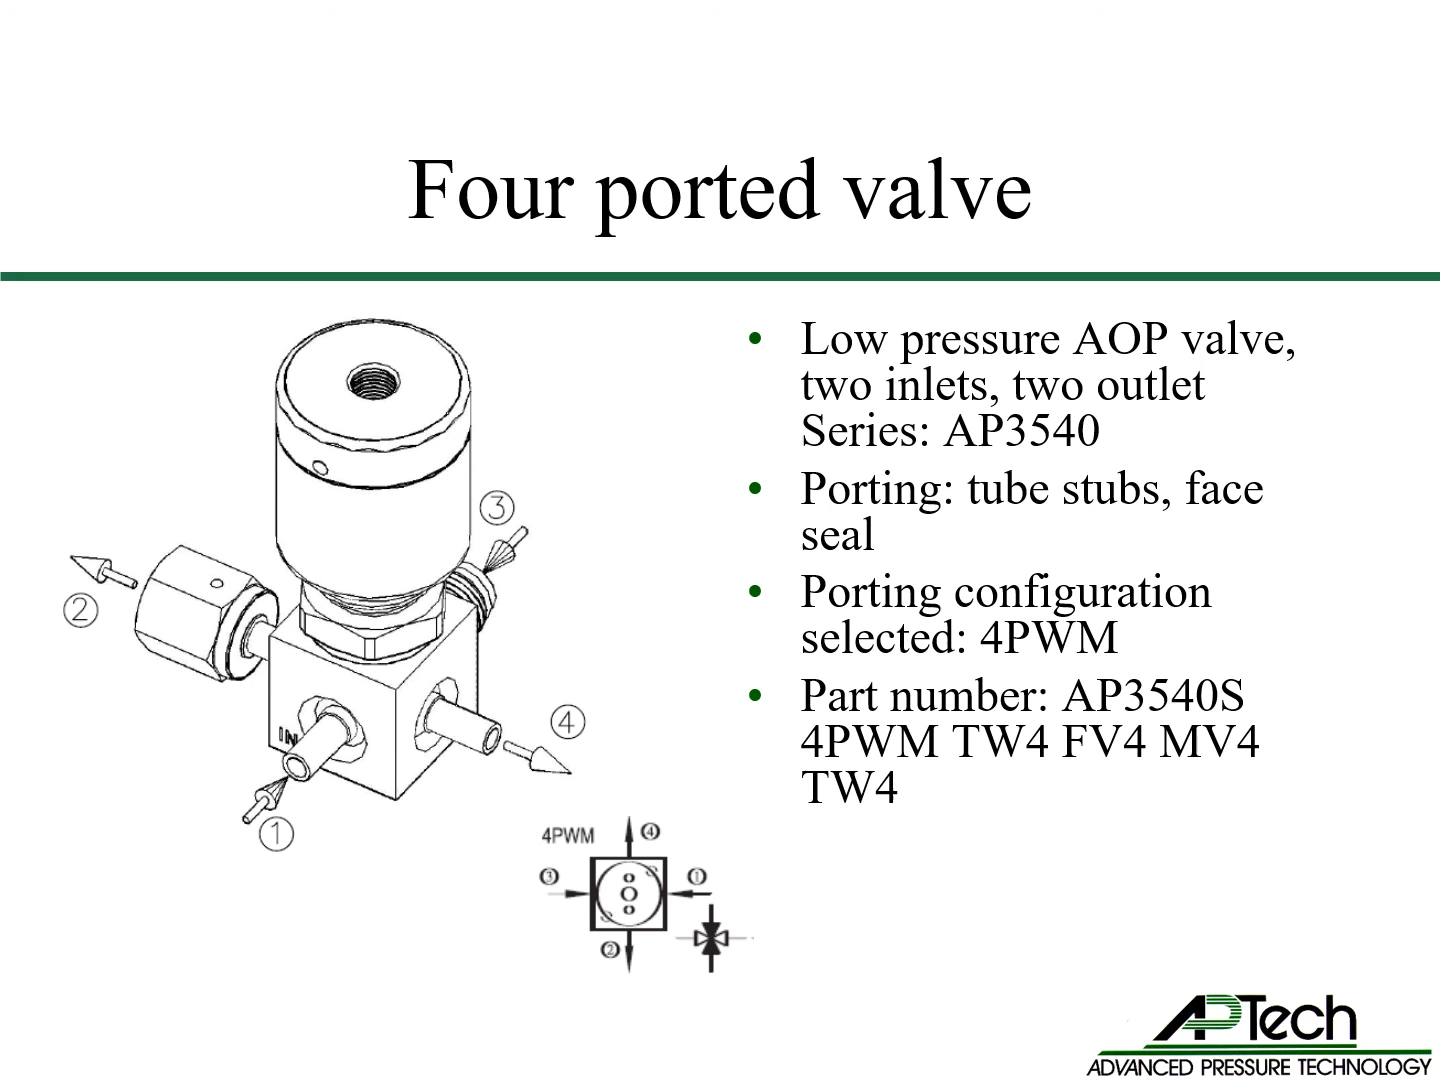 Four ported valve
• Low pressure AOP valve,
two inlets, two outlet
Series: AP3540
• Porting: tube stubs, face
seal
• Porting configuration
selected: 4PWM
• Part number: AP3540S
4PWM TW4 FV4 MV4
TW4
3
2
4
IN
1
4PWM
4
3
1
2
APTech
ADVANCED PRESSURE TECHNOLOGY